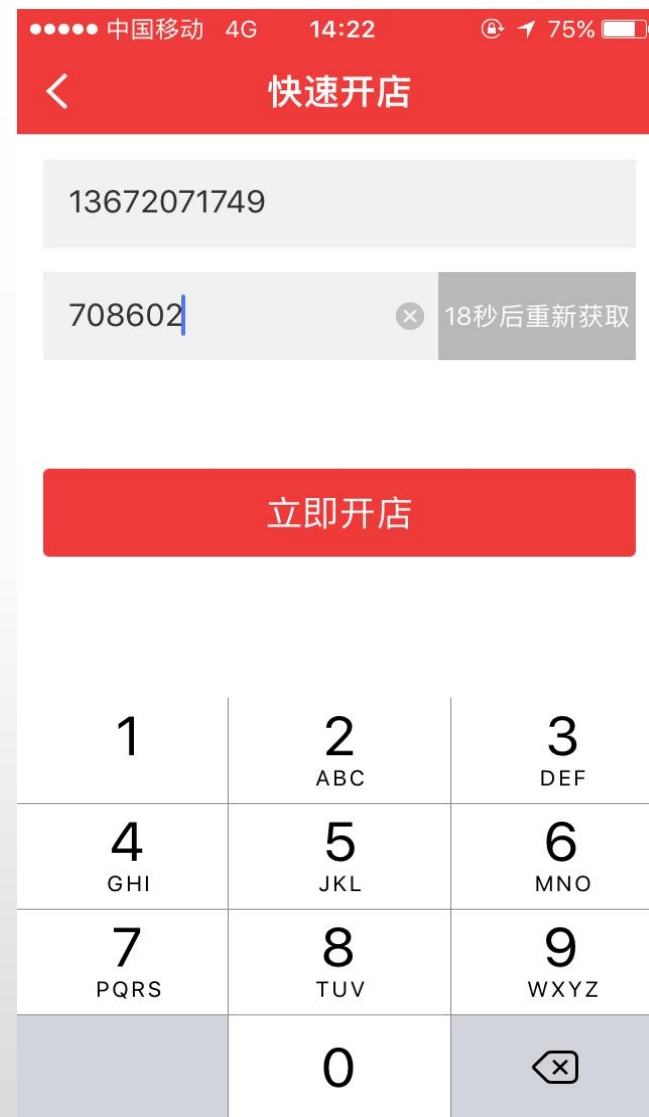 中国移动 4G 14:22 75%
快速开店
13672071749
708602 18秒后重新获取
立即开店
1 2 3
ABC DEF
4 5 6
GHI JKL MNO
7 8 9
PQRS TUV WXYZ
0